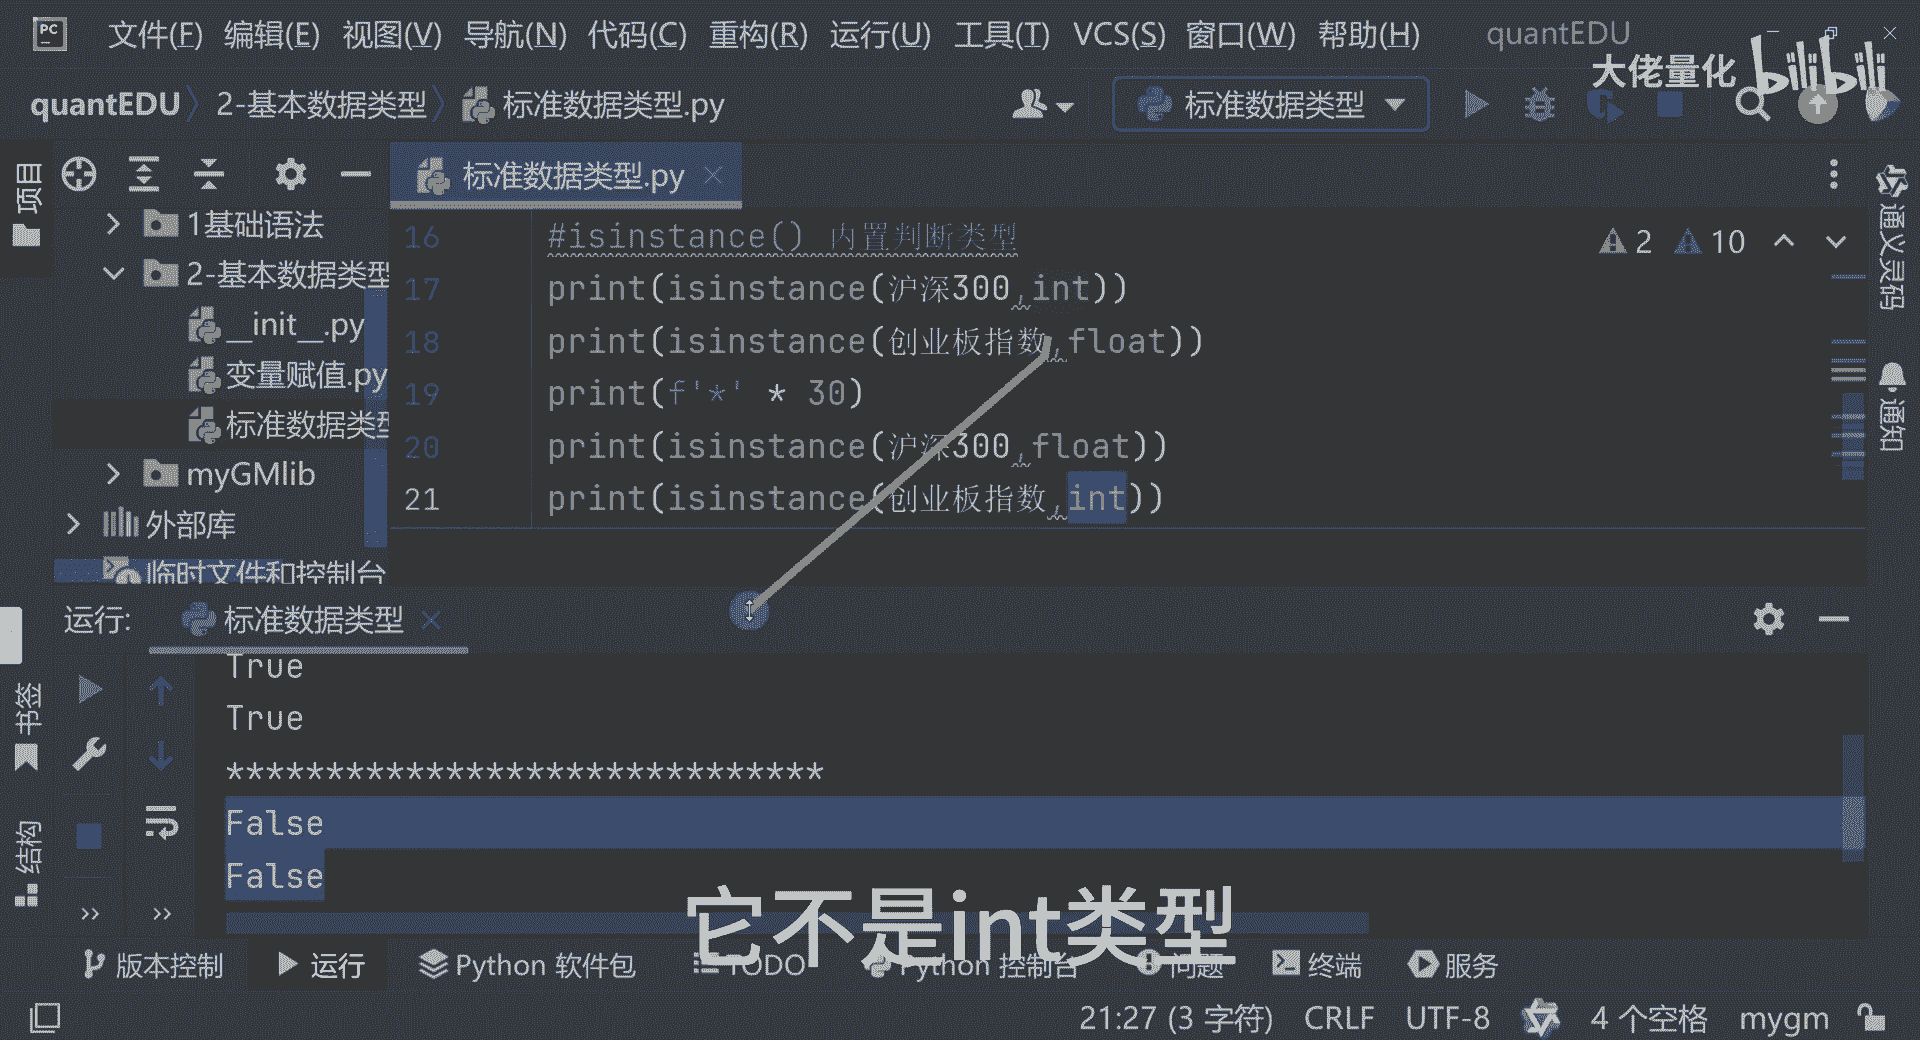 PC 文件(F) 编辑(E) 视图(V) 导航(N) 代码(C) 重构(R) 运行(U) 工具(T) VCS(S) 窗口(W) 帮助(H) quantEDU
大佬量化 bilibili
quantEDU 2-基本数据类型 标准数据类型.py 标准数据类型
项目
标准数据类型.py
1基础语法
2-基本数据类型
__init__.py
变量赋值.py
标准数据类型
myGMlib
外部库
临时文件和控制台
16 #isinstance() 内置判断类型
17 print(isinstance(沪深300,int))
18 print(isinstance(创业板指数,float))
19 print(f'*' * 30)
20 print(isinstance(沪深300,float))
21 print(isinstance(创业板指数,int))
2 10
通义灵码
通知
运行: 标准数据类型
True
True
******************************
False
False
书签
结构
它不是int类型
版本控制 运行 Python 软件包 TODO Python 控制台 问题 终端 服务
21:27 (3 字符) CRLF UTF-8 4 个空格 mygm